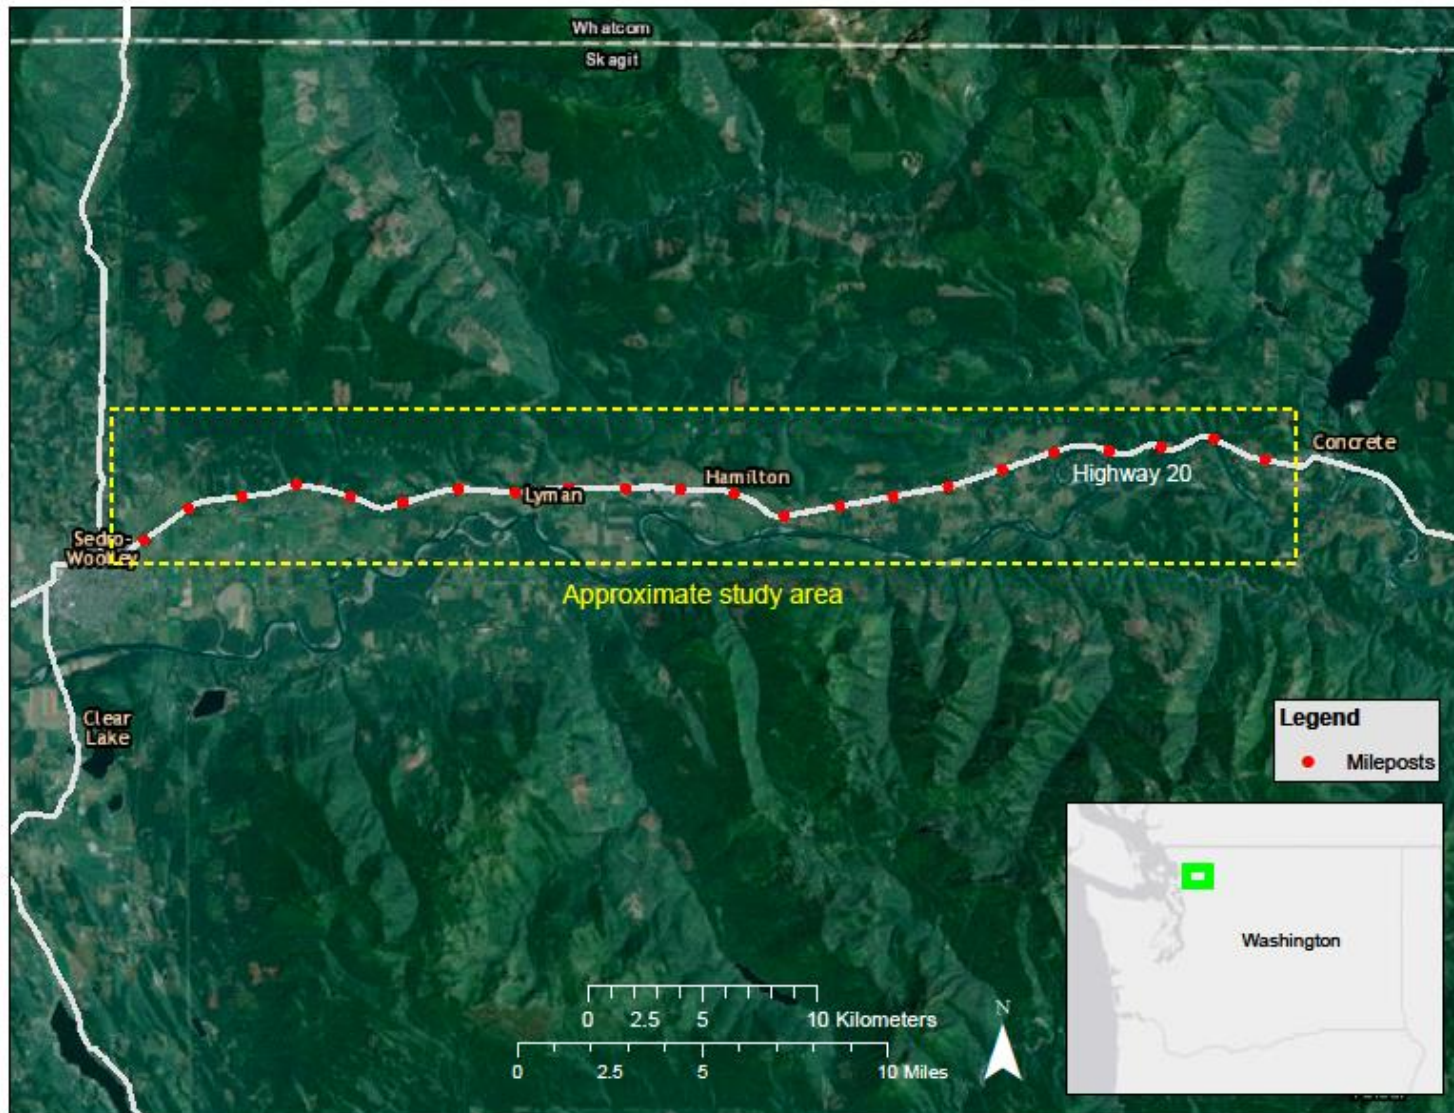 Whatcom
Skagit
Concrete
Hamilton
Highway 20
Lyman
Sedro-
Woolley
Approximate study area
Clear
Lake
Legend
Mileposts
Washington
N
0 2.5 5 10 Kilometers
0 2.5 5 10 Miles